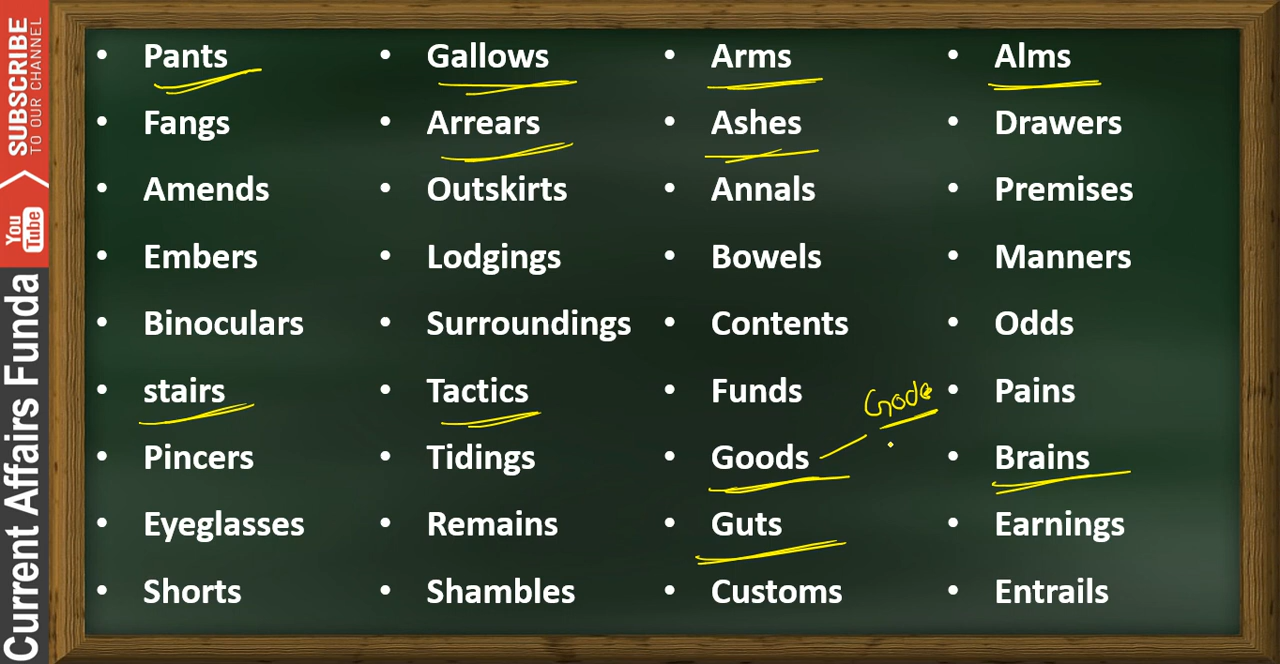 SUBSCRIBE
TO OUR CHANNEL
You
Tube
Current Affairs Funda
• Pants
• Fangs
• Amends
• Embers
• Binoculars
• stairs
• Pincers
• Eyeglasses
• Shorts
• Gallows
• Arrears
• Outskirts
• Lodgings
• Surroundings
• Tactics
• Tidings
• Remains
• Shambles
• Arms
• Ashes
• Annals
• Bowels
• Contents
• Funds
• Goods
• Guts
• Customs
• Alms
• Drawers
• Premises
• Manners
• Odds
• Pains
• Brains
• Earnings
• Entrails